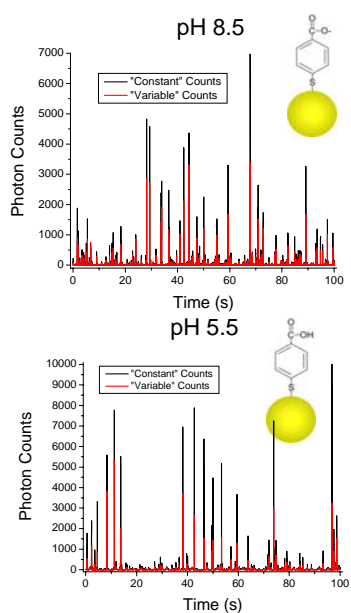 pH 8.5
O
C-O-
S
"Constant" Counts
"Variable" Counts
Photon Counts
7000
6000
5000
4000
3000
2000
1000
0
0 20 40 60 80 100
Time (s)
pH 5.5
O
C-OH
S
"Constant" Counts
"Variable" Counts
Photon Counts
10000
9000
8000
7000
6000
5000
4000
3000
2000
1000
0
0 20 40 60 80 100
Time (s)